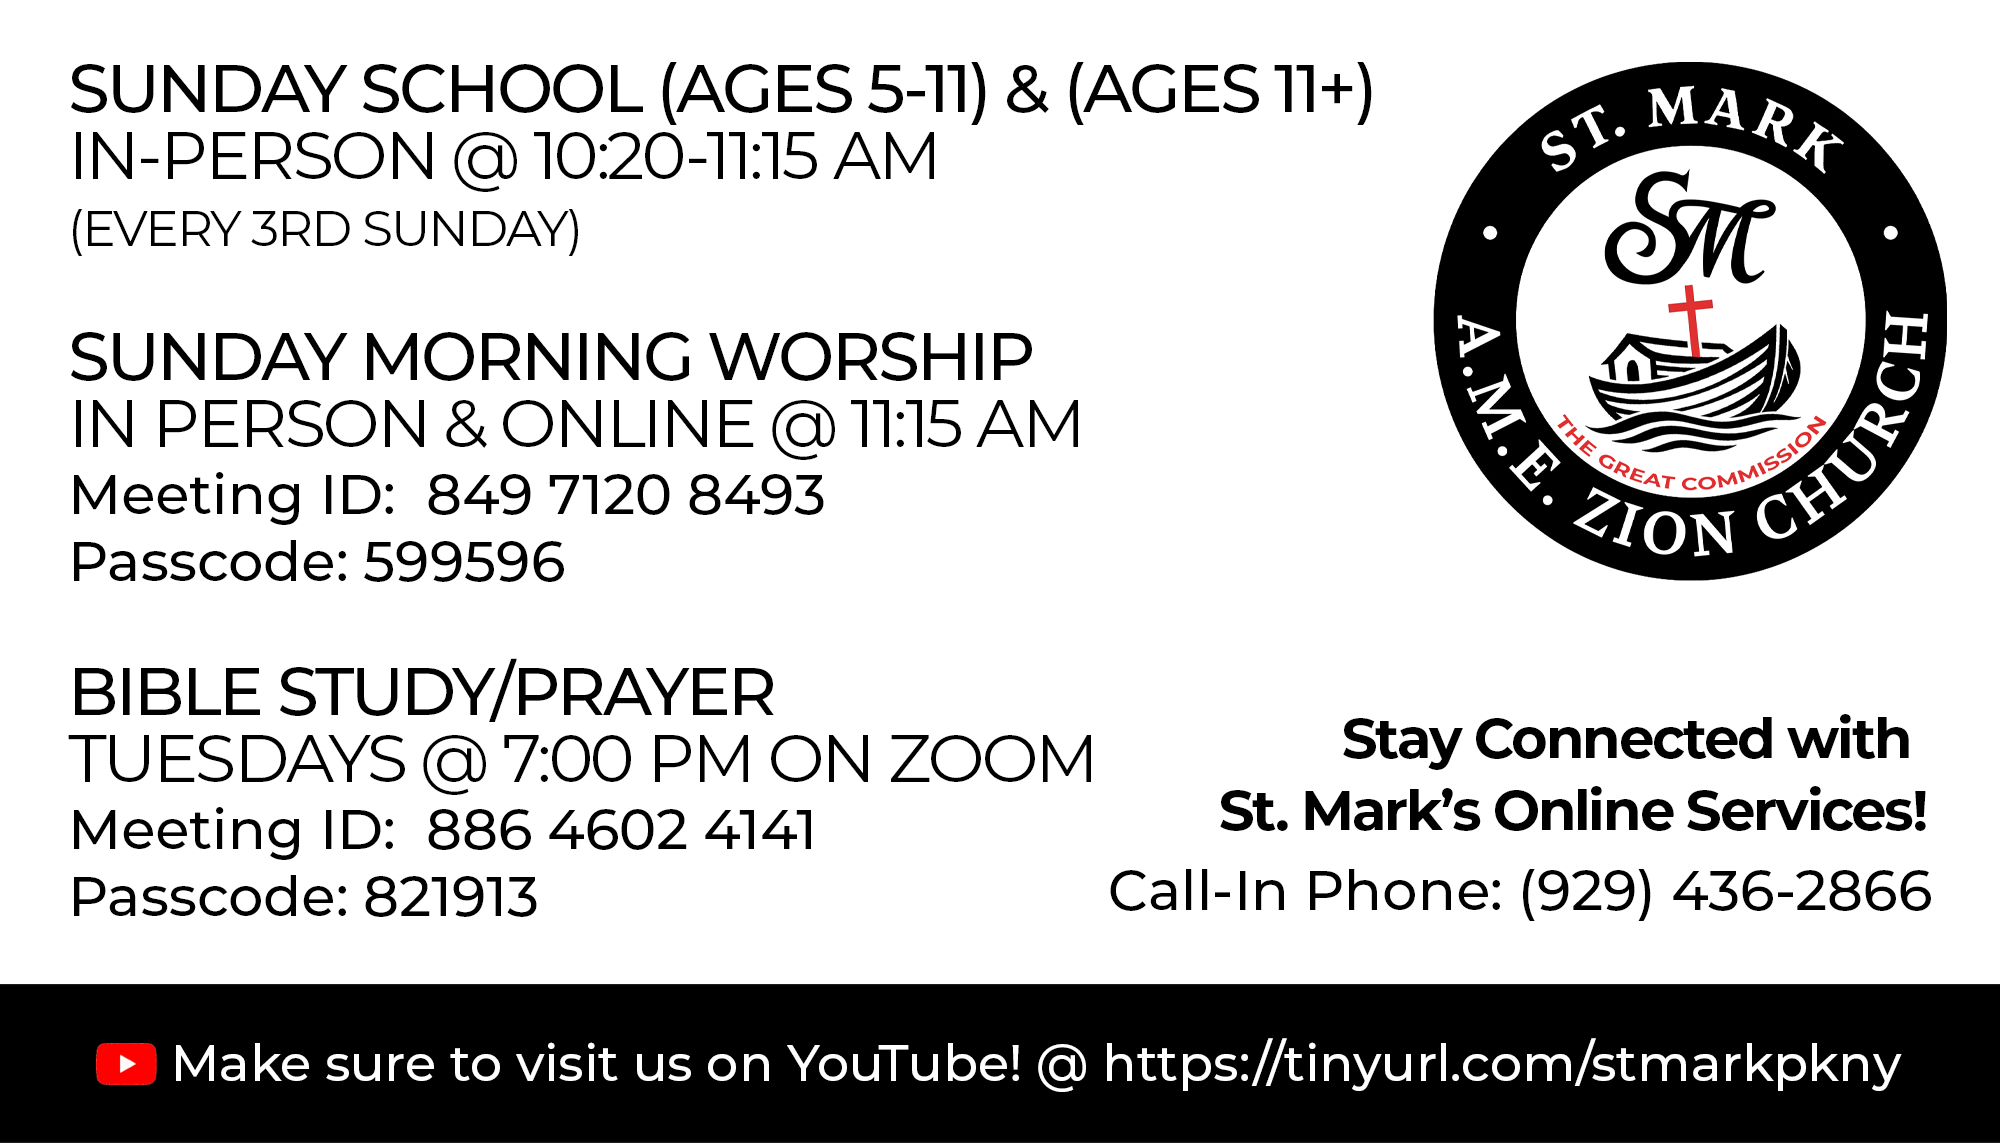 SUNDAY SCHOOL (AGES 5-11) & (AGES 11+)
IN-PERSON @ 10:20-11:15 AM
(EVERY 3RD SUNDAY)
SUNDAY MORNING WORSHIP
IN PERSON & ONLINE @ 11:15 AM
Meeting ID: 849 7120 8493
Passcode: 599596
BIBLE STUDY/PRAYER
TUESDAYS @ 7:00 PM ON ZOOM
Meeting ID: 886 4602 4141
Passcode: 821913
ST. MARK
SM
THE GREAT COMMISSION
A.M.E. ZION CHURCH
Stay Connected with
St. Mark’s Online Services!
Call-In Phone: (929) 436-2866
Make sure to visit us on YouTube! @ https://tinyurl.com/stmarkpkny